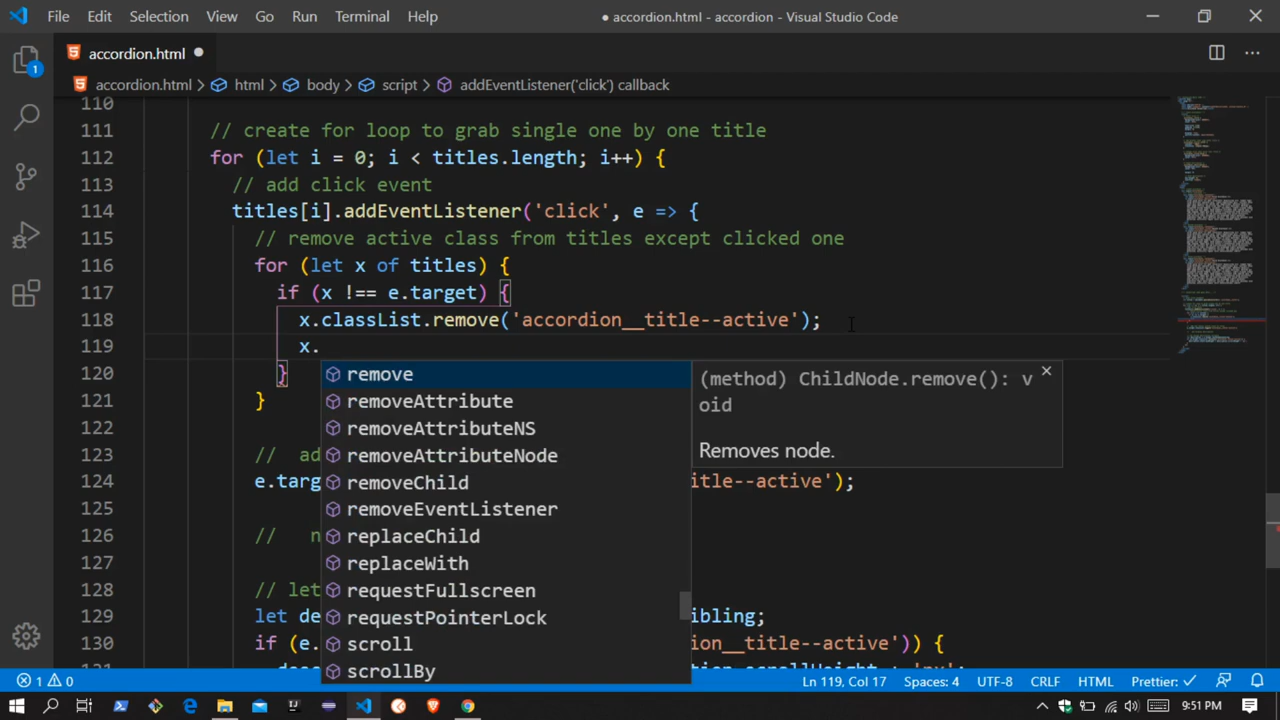 File Edit Selection View Go Run Terminal Help ● accordion.html - accordion - Visual Studio Code
accordion.html ●
accordion.html > html > body > script > addEventListener('click') callback
110
111 // create for loop to grab single one by one title
112 for (let i = 0; i < titles.length; i++) {
113 // add click event
114 titles[i].addEventListener('click', e => {
115 // remove active class from titles except clicked one
116 for (let x of titles) {
117 if (x !== e.target) {
118 x.classList.remove('accordion__title--active');
119 x.
120 }
121 }
122
123 // ad
124 e.targ itle--active');
125
126 // n
127
128 // let
129 let de ibling;
130 if (e. ion__title--active')) {
131
remove
removeAttribute
removeAttributeNS
removeAttributeNode
removeChild
removeEventListener
replaceChild
replaceWith
requestFullscreen
requestPointerLock
scroll
scrollBy
(method) ChildNode.remove(): v
oid
Removes node.
1
1 0 Ln 119, Col 17 Spaces: 4 UTF-8 CRLF HTML Prettier: ✓
9:51 PM